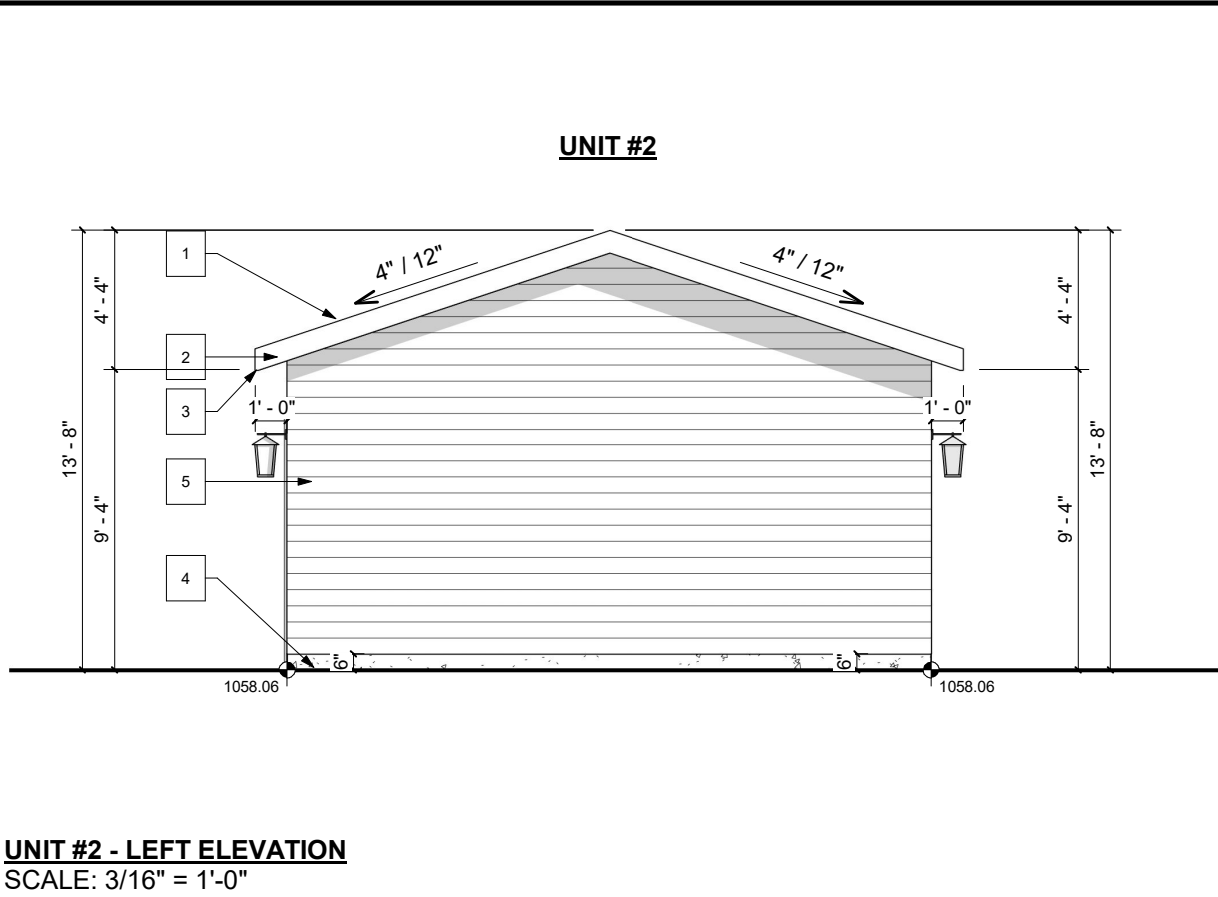 UNIT #2
1
4" / 12"
4" / 12"
4' - 4"
4' - 4"
2
3
1' - 0"
1' - 0"
13' - 8"
13' - 8"
5
9' - 4"
9' - 4"
4
6"
6"
1058.06
1058.06
UNIT #2 - LEFT ELEVATION
SCALE: 3/16" = 1'-0"